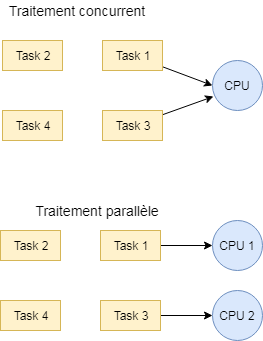 Traitement concurrent
Task 2 Task 1
CPU
Task 4 Task 3
Traitement parallèle
Task 2 Task 1 CPU 1
Task 4 Task 3 CPU 2